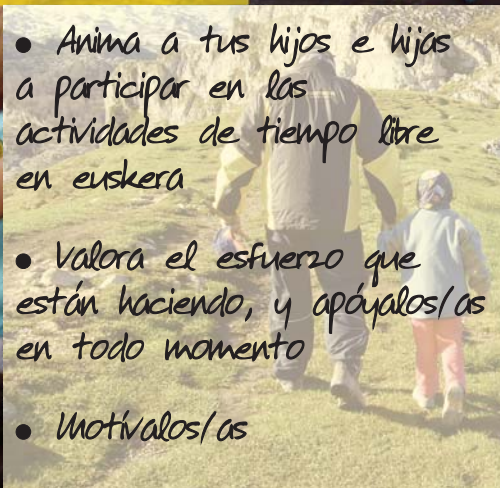 • Anima a tus hijos e hijas
a participar en las
actividades de tiempo libre
en euskera
• Valora el esfuerzo que
están haciendo, y apóyalos/as
en todo momento
• Motívalos/as